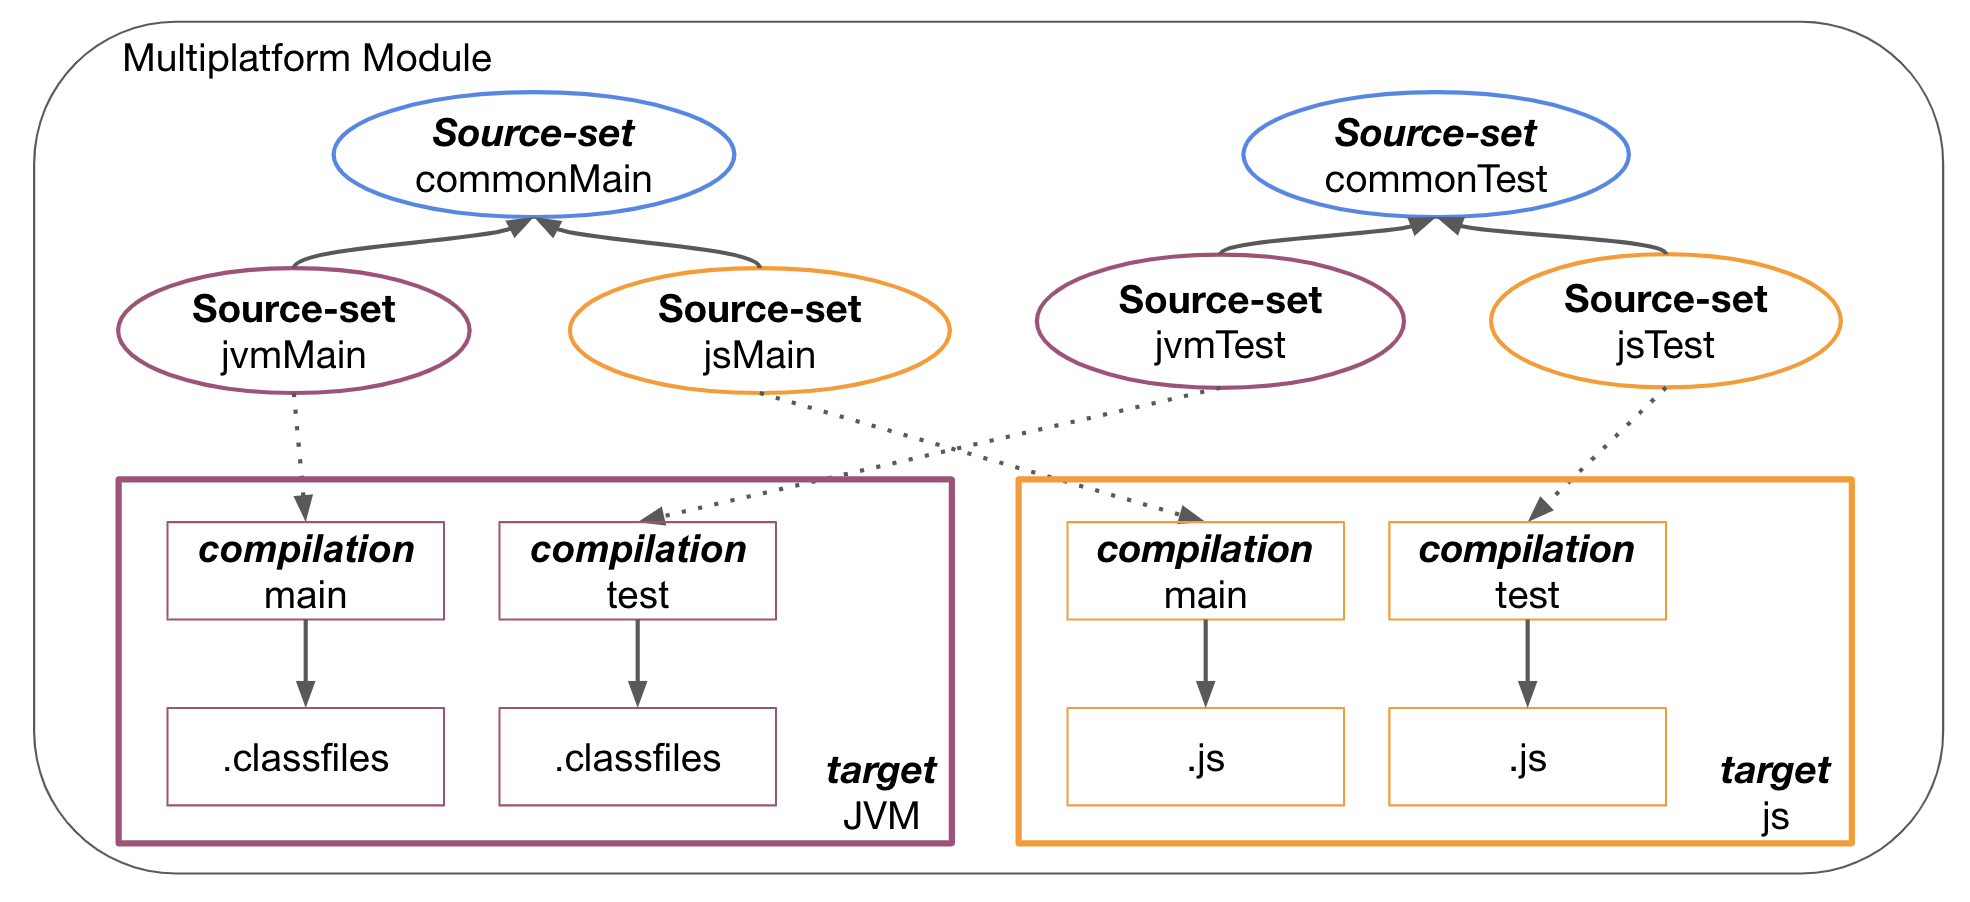 Multiplatform Module
Source-set
commonMain
Source-set
commonTest
Source-set
jvmMain
Source-set
jsMain
Source-set
jvmTest
Source-set
jsTest
compilation
main
compilation
test
compilation
main
compilation
test
.classfiles
.classfiles
target
JVM
.js
.js
target
js